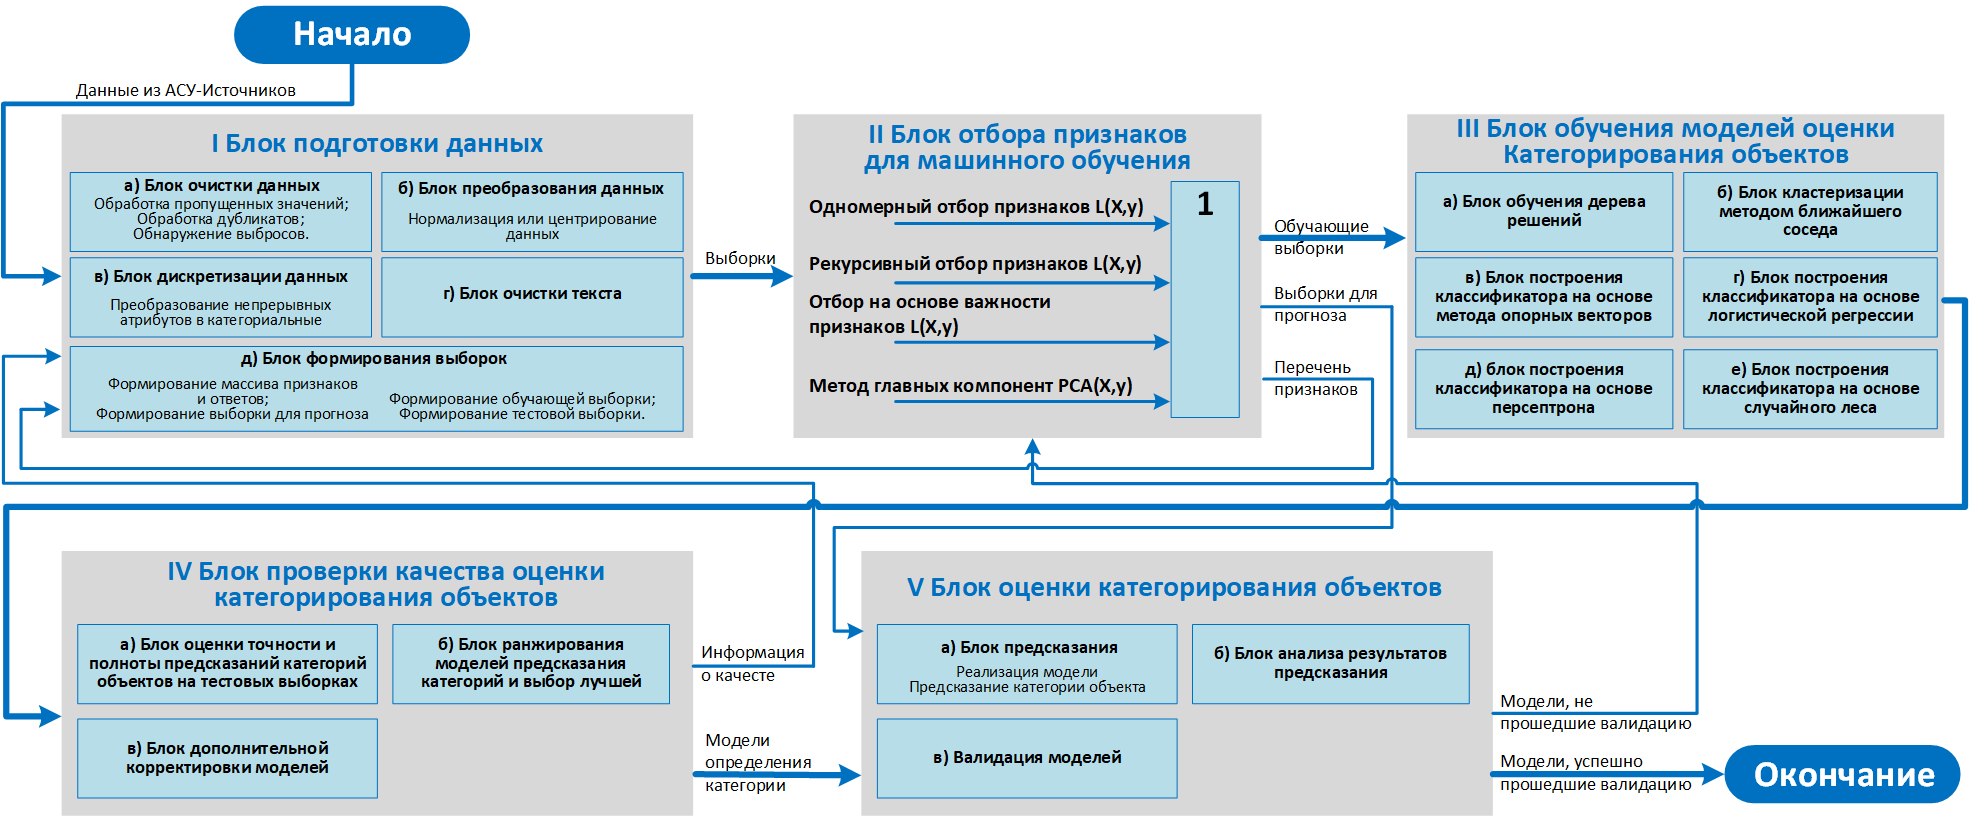 Начало
Данные из АСУ-Источников
I Блок подготовки данных
а) Блок очистки данных
Обработка пропущенных значений;
Обработка дубликатов;
Обнаружение выбросов.
б) Блок преобразования данных
Нормализация или центрирование
данных
в) Блок дискретизации данных
Преобразование непрерывных
атрибутов в категориальные
г) Блок очистки текста
д) Блок формирования выборок
Формирование массива признаков
и ответов;
Формирование выборки для прогноза
Формирование обучающей выборки;
Формирование тестовой выборки.
Выборки
II Блок отбора признаков
для машинного обучения
Одномерный отбор признаков L(X,y)
Рекурсивный отбор признаков L(X,y)
Отбор на основе важности
признаков L(X,y)
Метод главных компонент PCA(X,y)
1
Обучающие
выборки
Выборки для
прогноза
Перечень
признаков
III Блок обучения моделей оценки
Категорирования объектов
а) Блок обучения дерева
решений
б) Блок кластеризации
методом ближайшего
соседа
в) Блок построения
классификатора на основе
метода опорных векторов
г) Блок построения
классификатора на основе
логистической регрессии
д) блок построения
классификатора на основе
персептрона
е) Блок построения
классификатора на основе
случайного леса
IV Блок проверки качества оценки
категорирования объектов
а) Блок оценки точности и
полноты предсказаний категорий
объектов на тестовых выборках
б) Блок ранжирования
моделей предсказания
категорий и выбор лучшей
в) Блок дополнительной
корректировки моделей
Информация
о качесте
Модели
определения
категории
V Блок оценки категорирования объектов
а) Блок предсказания
Реализация модели
Предсказание категории объекта
б) Блок анализа результатов
предсказания
в) Валидация моделей
Модели, не
прошедшие валидацию
Модели, успешно
прошедшие валидацию
Окончание